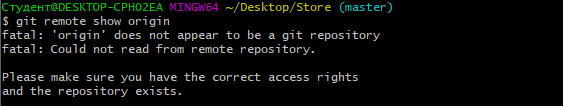 Студент@DESKTOP-CPHO2EA MINGW64 ~/Desktop/Store (master)
$ git remote show origin
fatal: 'origin' does not appear to be a git repository
fatal: Could not read from remote repository.

Please make sure you have the correct access rights
and the repository exists.